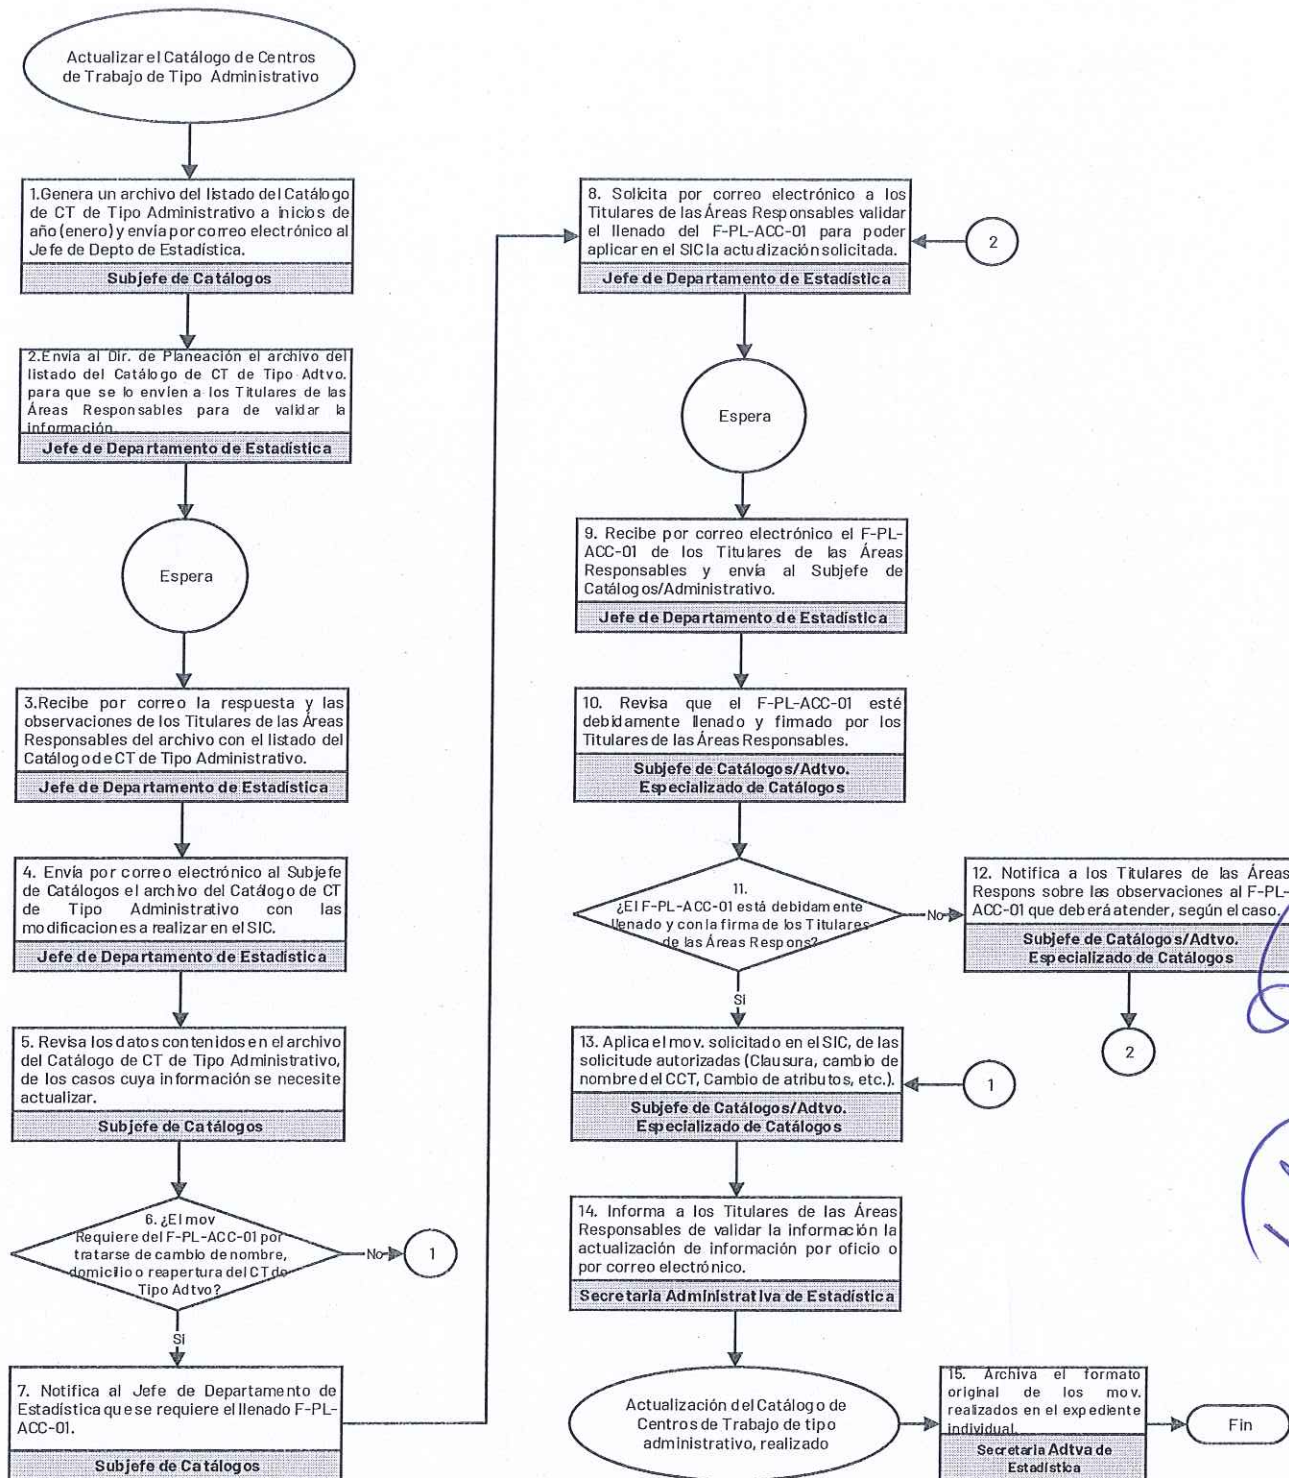 Actualizar el Catálogo de Centros
de Trabajo de Tipo Administrativo
1.Genera un archivo del listado del Catálogo
de CT de Tipo Administrativo a inicios de
año (enero) y envía por correo electrónico al
Jefe de Depto de Estadística.
Subjefe de Catálogos
2.Envía al Dir. de Planeación el archivo del
listado del Catálogo de CT de Tipo Adtvo.
para que se lo envíen a los Titulares de las
Áreas Responsables para de validar la
información.
Jefe de Departamento de Estadística
Espera
3.Recibe por correo la respuesta y las
observaciones de los Titulares de las Áreas
Responsables del archivo con el listado del
Catálogo de CT de Tipo Administrativo.
Jefe de Departamento de Estadística
4. Envía por correo electrónico al Subjefe
de Catálogos el archivo del Catálogo de CT
de Tipo Administrativo con las
modificaciones a realizar en el SIC.
Jefe de Departamento de Estadística
5. Revisa los datos contenidos en el archivo
del Catálogo de CT de Tipo Administrativo,
de los casos cuya información se necesite
actualizar.
Subjefe de Catálogos
6. ¿El mov
Requiere del F-PL-ACC-01 por
tratarse de cambio de nombre,
domicilio o reapertura del CT de
Tipo Adtvo?
No
1
Si
7. Notifica al Jefe de Departamento de
Estadística que se requiere el llenado F-PL-
ACC-01.
Subjefe de Catálogos
8. Solicita por correo electrónico a los
Titulares de las Áreas Responsables validar
el llenado del F-PL-ACC-01 para poder
aplicar en el SIC la actualización solicitada.
Jefe de Departamento de Estadística
2
Espera
9. Recibe por correo electrónico el F-PL-
ACC-01 de los Titulares de las Áreas
Responsables y envía al Subjefe de
Catálogos/Administrativo.
Jefe de Departamento de Estadística
10. Revisa que el F-PL-ACC-01 esté
debidamente llenado y firmado por los
Titulares de las Áreas Responsables.
Subjefe de Catálogos/Adtvo.
Especializado de Catálogos
11.
¿El F-PL-ACC-01 está debidamente
llenado y con la firma de los Titulares
de las Áreas Respons?
No
12. Notifica a los Titulares de las Áreas
Respons sobre las observaciones al F-PL-
ACC-01 que deberá atender, según el caso.
Subjefe de Catálogos/Adtvo.
Especializado de Catálogos
2
Si
13. Aplica el mov. solicitado en el SIC, de las
solicitude autorizadas (Clausura, cambio de
nombre del CCT, Cambio de atributos, etc.).
Subjefe de Catálogos/Adtvo.
Especializado de Catálogos
1
14. Informa a los Titulares de las Áreas
Responsables de validar la información la
actualización de información por oficio o
por correo electrónico.
Secretaria Administrativa de Estadística
Actualización del Catálogo de
Centros de Trabajo de tipo
administrativo, realizado
15. Archiva el formato
original de los mov.
realizados en el expediente
individual.
Secretaria Adtva de
Estadística
Fin